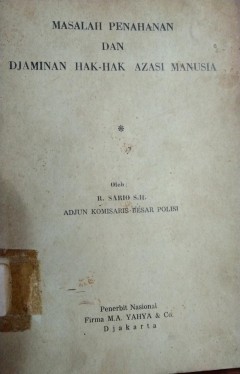 MASALAH PENAHANAN
DAN
DJAMINAN HAK-HAK AZASI MANUSIA
*
Oleh
R. SARIO S.H.
ADJUN KOMISARIS BESAR POLISI
Penerbit Nasional
Firma M.A. YAHYA & Co.
Djakarta